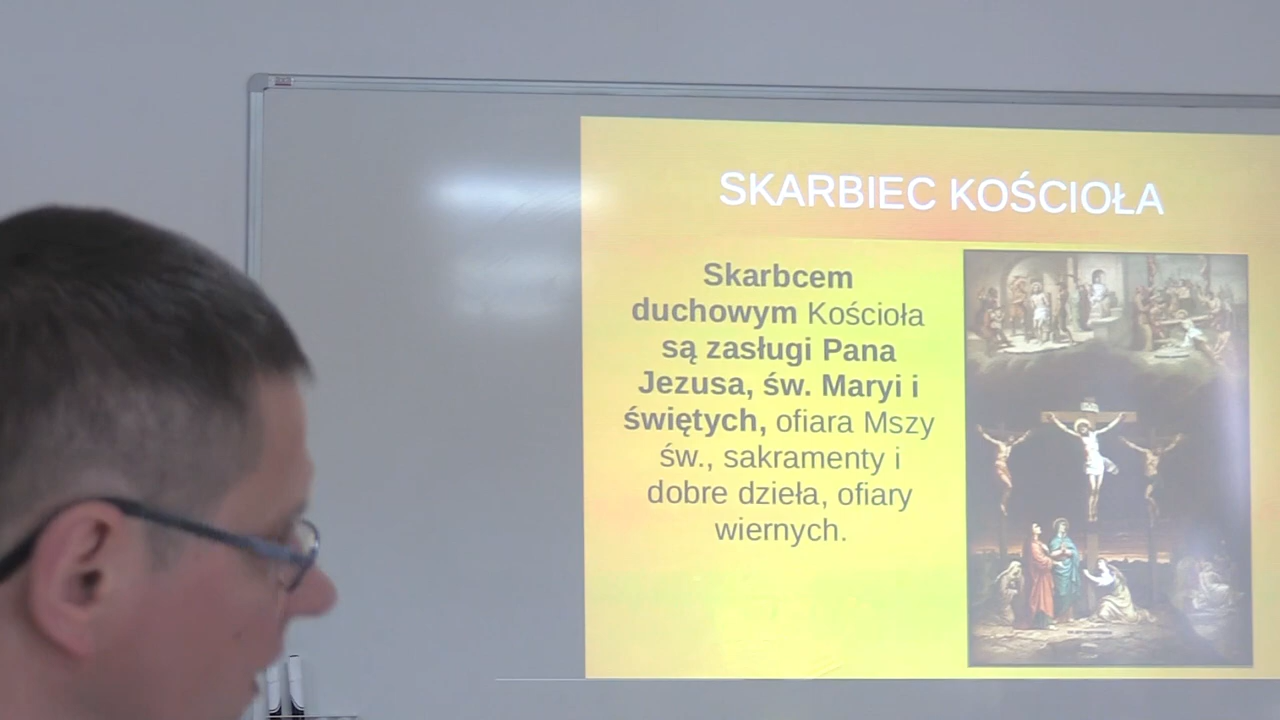 SKARBIEC KOŚCIOŁA
Skarbcem
duchowym Kościoła
są zasługi Pana
Jezusa, św. Maryi i
świętych, ofiara Mszy
św., sakramenty i
dobre dzieła, ofiary
wiernych.